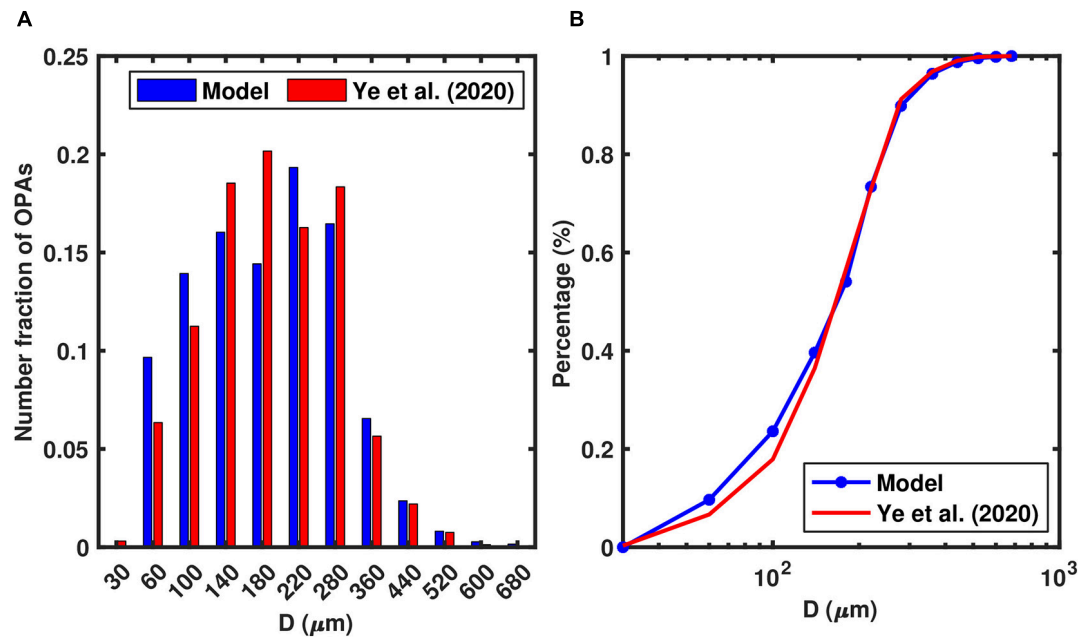 A
Number fraction of OPAs
0.25
0.2
0.15
0.1
0.05
0
Model
Ye et al. (2020)
30
60
100
140
180
220
280
360
440
520
600
680
D (μm)
B
Percentage (%)
1
0.8
0.6
0.4
0.2
0
Model
Ye et al. (2020)
10²
10³
D (μm)